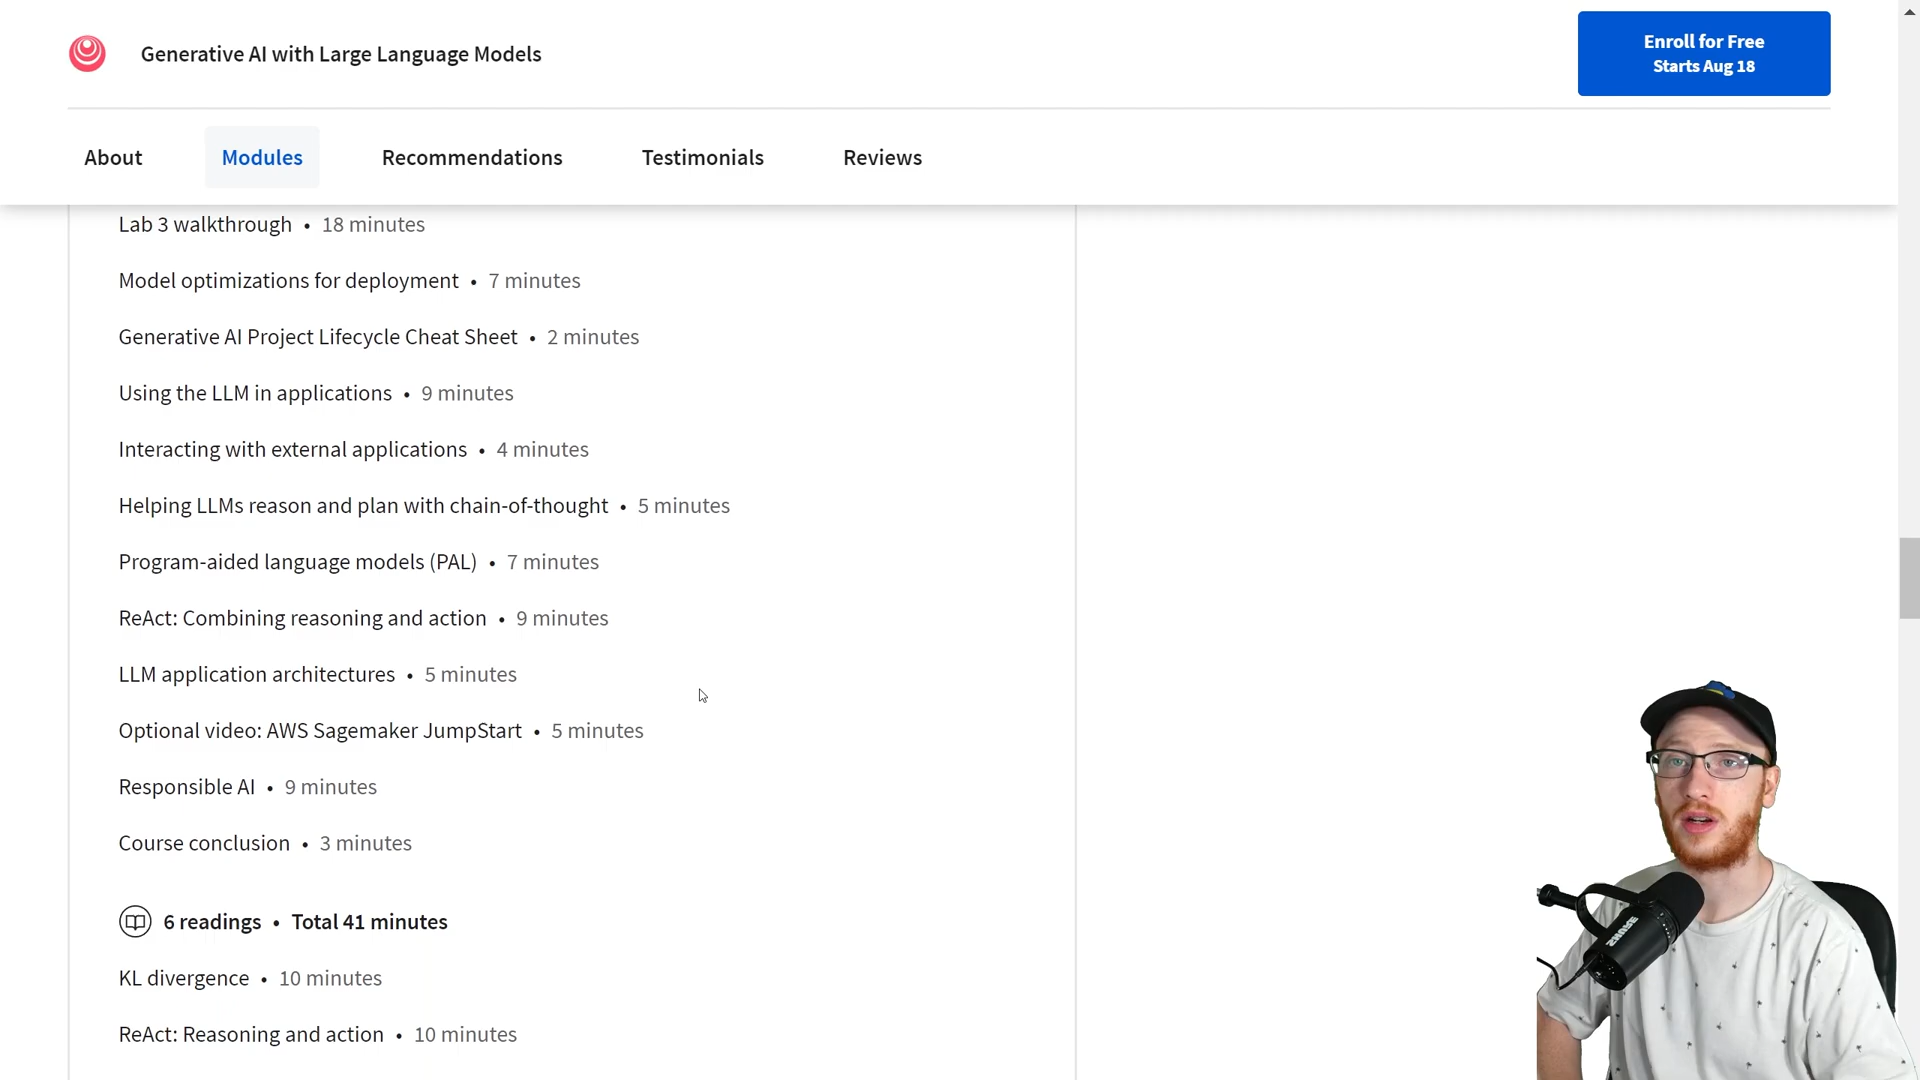 Generative AI with Large Language Models
Enroll for Free
Starts Aug 18
About
Modules
Recommendations
Testimonials
Reviews
Lab 3 walkthrough • 18 minutes
Model optimizations for deployment • 7 minutes
Generative AI Project Lifecycle Cheat Sheet • 2 minutes
Using the LLM in applications • 9 minutes
Interacting with external applications • 4 minutes
Helping LLMs reason and plan with chain-of-thought • 5 minutes
Program-aided language models (PAL) • 7 minutes
ReAct: Combining reasoning and action • 9 minutes
LLM application architectures • 5 minutes
Optional video: AWS Sagemaker JumpStart • 5 minutes
Responsible AI • 9 minutes
Course conclusion • 3 minutes
6 readings • Total 41 minutes
KL divergence • 10 minutes
ReAct: Reasoning and action • 10 minutes
SHURE